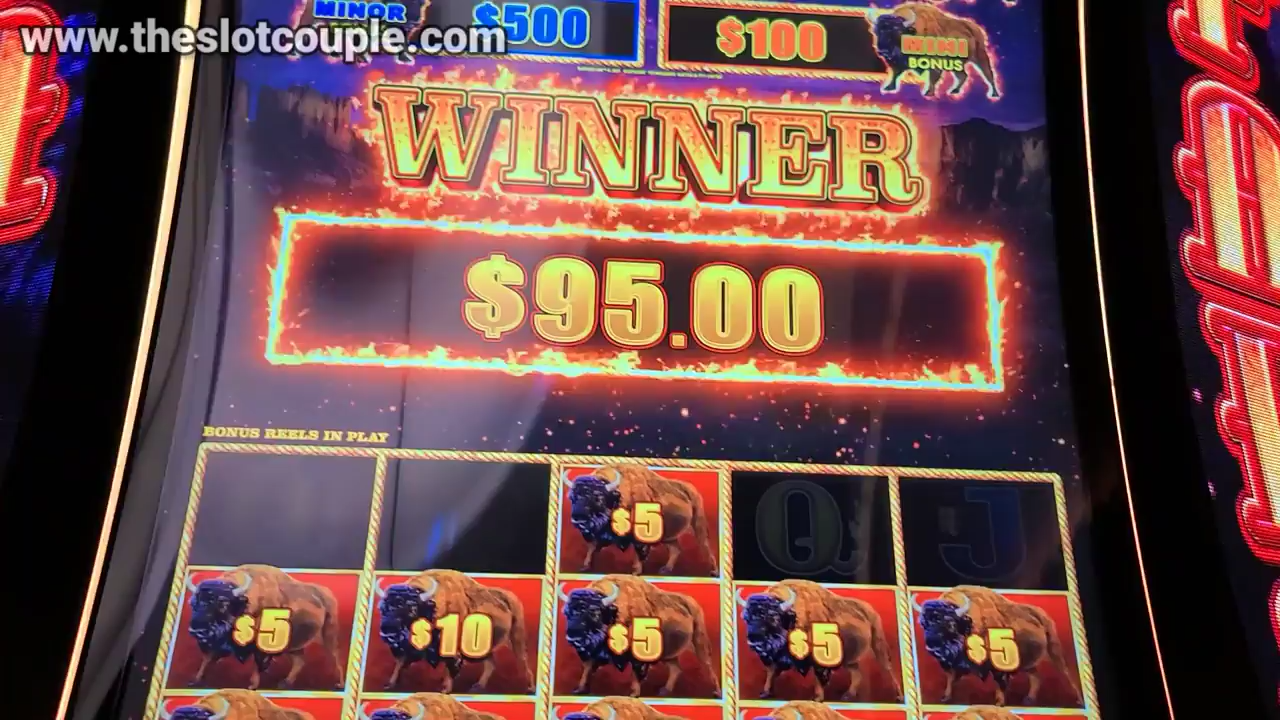 www.theslotcouple.com
MINOR
$500
$100
MINI
BONUS
WINNER
$95.00
BONUS REELS IN PLAY
$5
Q
J
$5
$10
$5
$5
$5